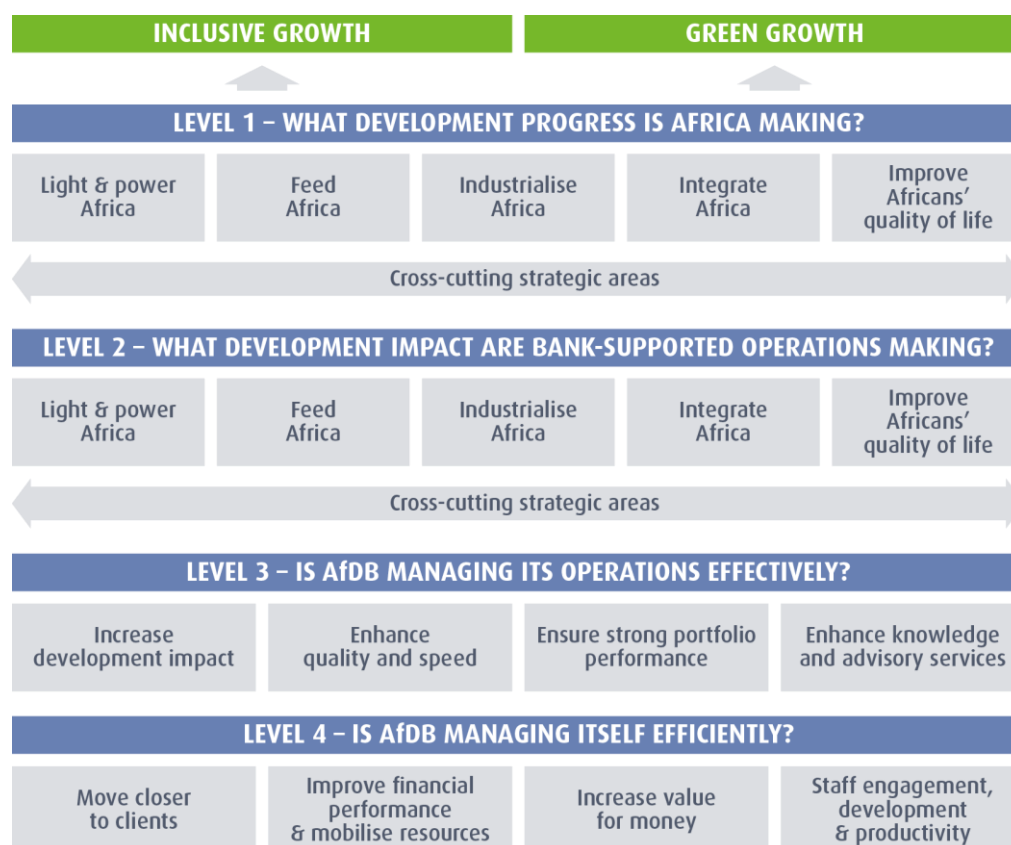 INCLUSIVE GROWTH
GREEN GROWTH
LEVEL 1 – WHAT DEVELOPMENT PROGRESS IS AFRICA MAKING?
Light & power
Africa
Feed
Africa
Industrialise
Africa
Integrate
Africa
Improve
Africans’
quality of life
Cross-cutting strategic areas
LEVEL 2 – WHAT DEVELOPMENT IMPACT ARE BANK-SUPPORTED OPERATIONS MAKING?
Light & power
Africa
Feed
Africa
Industrialise
Africa
Integrate
Africa
Improve
Africans’
quality of life
Cross-cutting strategic areas
LEVEL 3 – IS AfDB MANAGING ITS OPERATIONS EFFECTIVELY?
Increase
development impact
Enhance
quality and speed
Ensure strong portfolio
performance
Enhance knowledge
and advisory services
LEVEL 4 – IS AfDB MANAGING ITSELF EFFICIENTLY?
Move closer
to clients
Improve financial
performance
& mobilise resources
Increase value
for money
Staff engagement,
development
& productivity